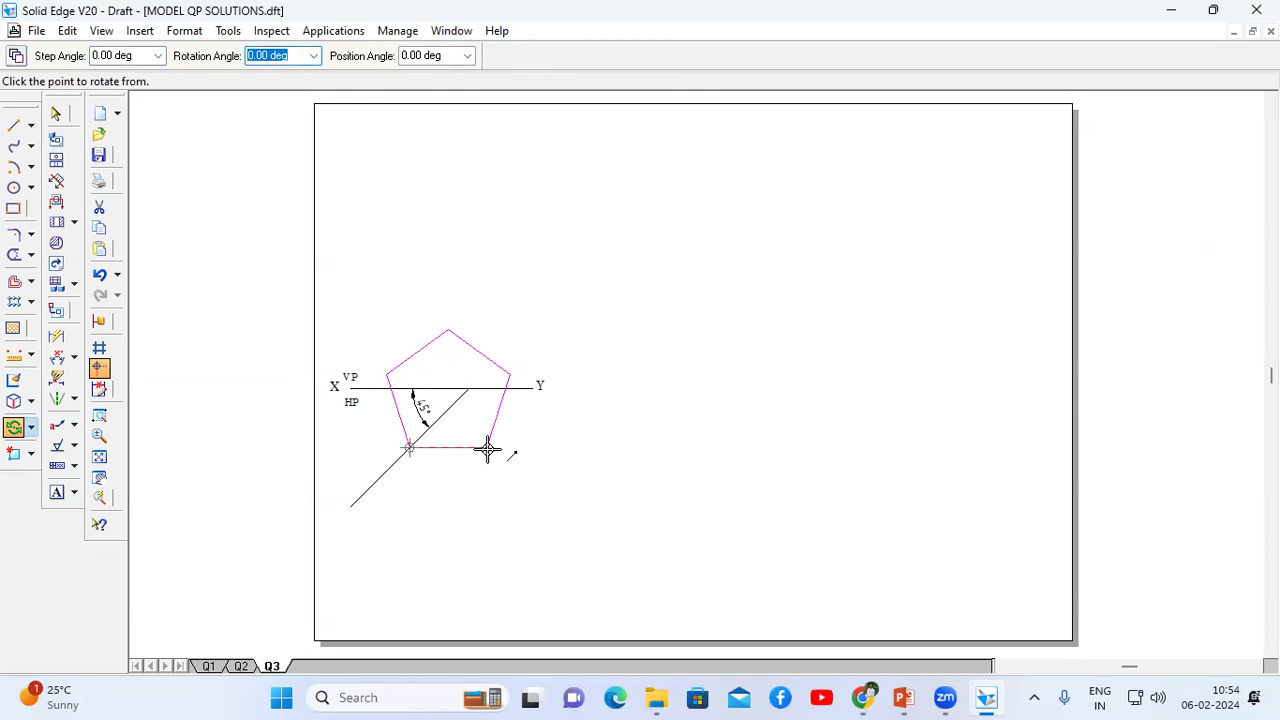 Solid Edge V20 - Draft - [MODEL QP SOLUTIONS.dft]
File Edit View Insert Format Tools Inspect Applications Manage Window Help
Step Angle: 0.00 deg Rotation Angle: 0.00 deg Position Angle: 0.00 deg
Click the point to rotate from.
VP
X Y
HP
45°
A
Q1 Q2 Q3
1 25°C
Sunny
Search
ENG
IN
10:54
06-02-2024